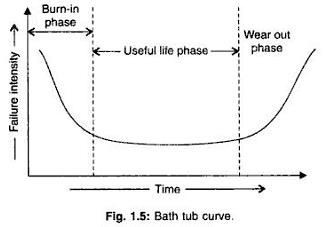 Burn-in
phase
Useful life phase
Wear out
phase
Failure intensity
Time
Fig. 1.5: Bath tub curve.